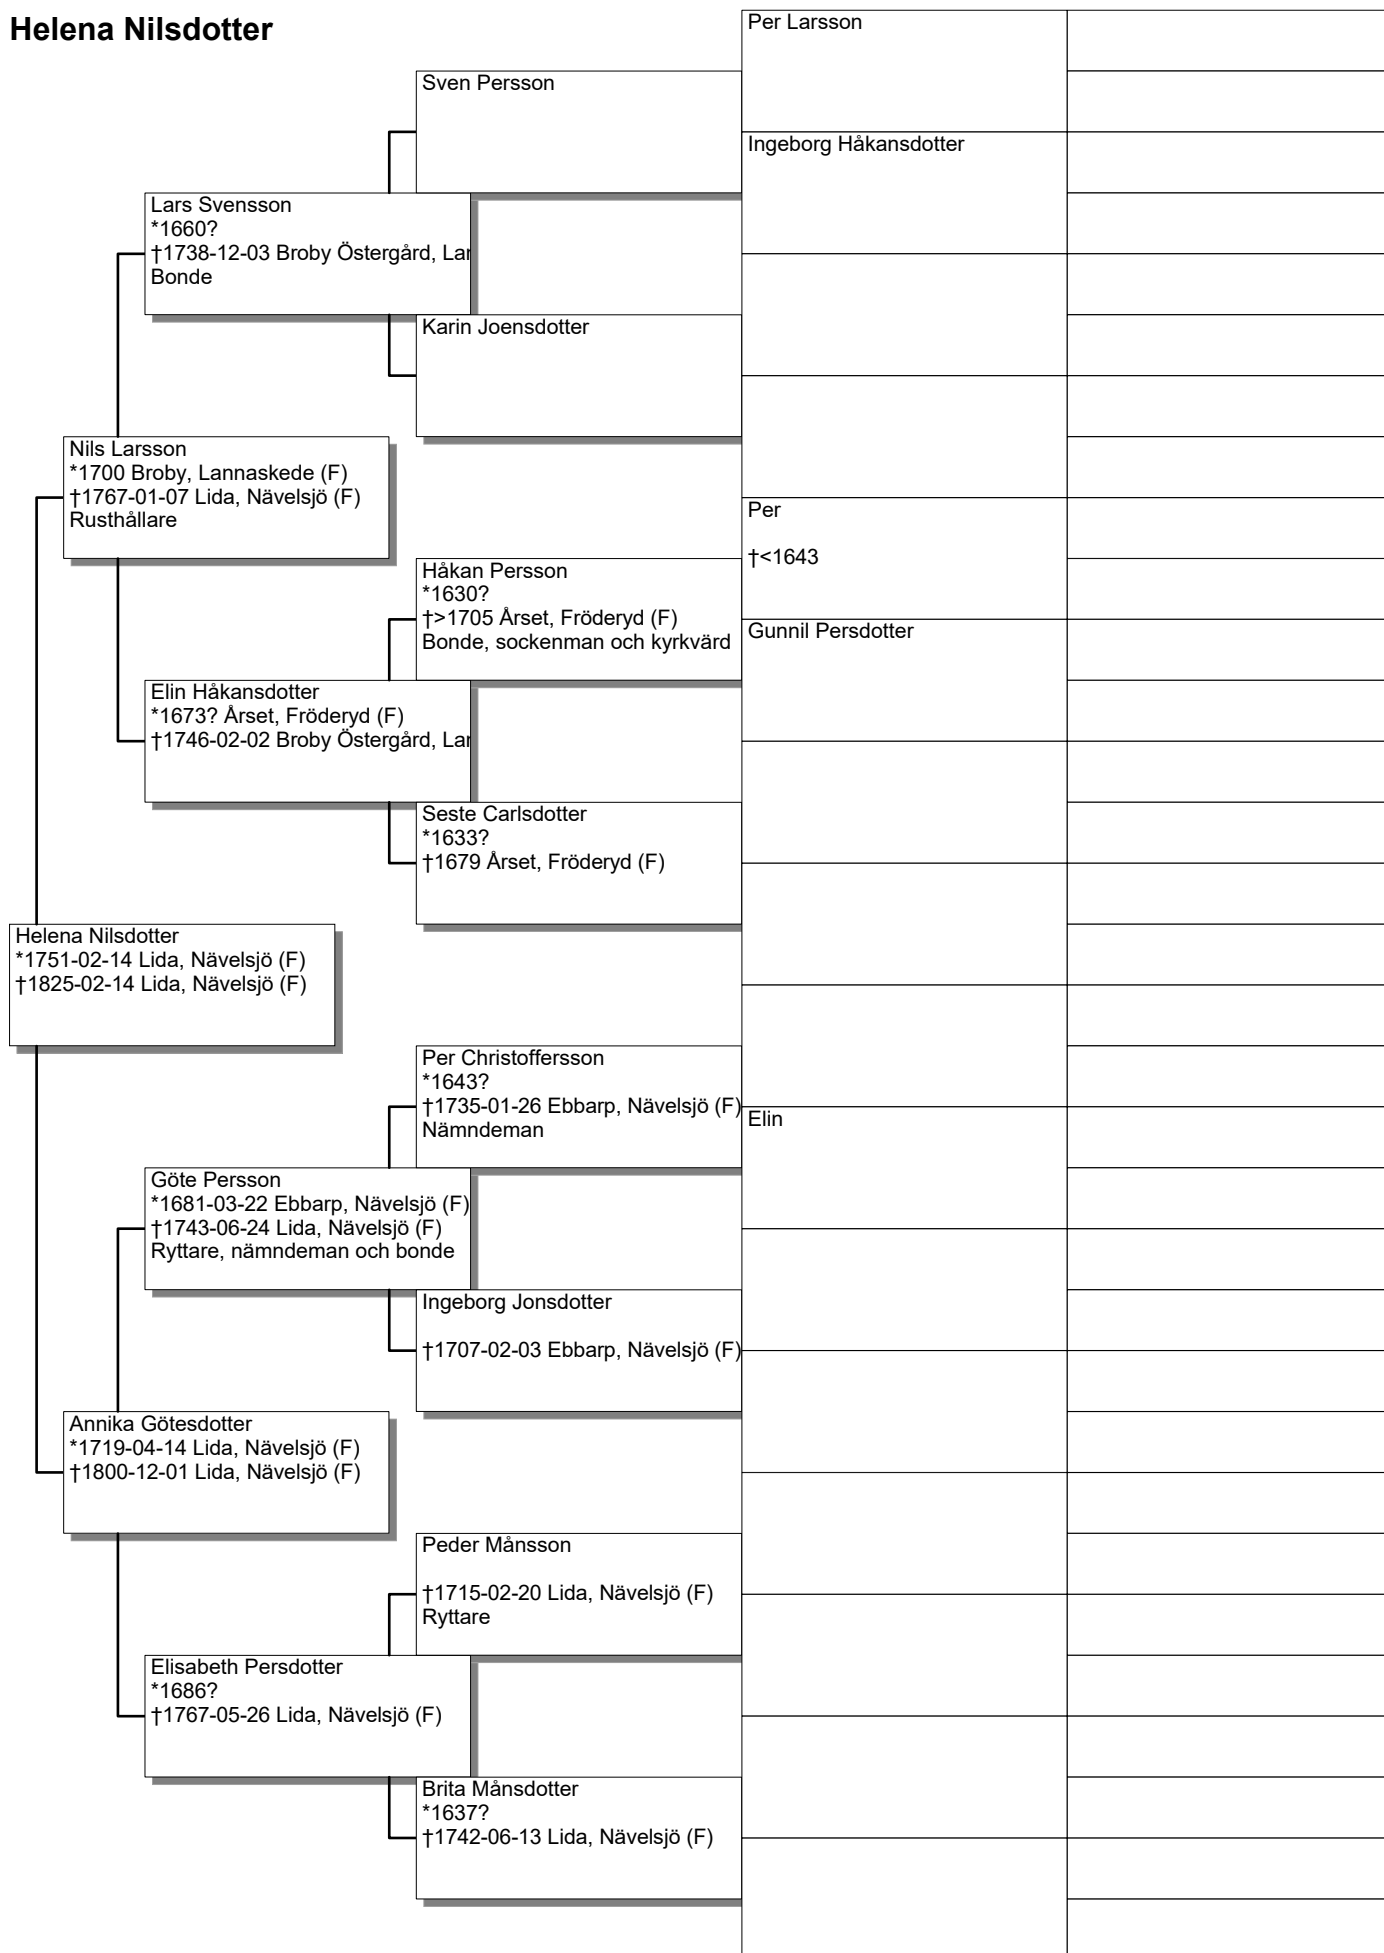 Helena Nilsdotter
Per Larsson
Sven Persson
Ingeborg Håkansdotter
Lars Svensson
*1660?
†1738-12-03 Broby Östergård, Lan
Bonde
Karin Joensdotter
Nils Larsson
*1700 Broby, Lannaskede (F)
†1767-01-07 Lida, Nävelsjö (F)
Rusthållare
Per
†<1643
Håkan Persson
*1630?
†>1705 Årset, Fröderyd (F)
Bonde, sockenman och kyrkvärd
Gunnil Persdotter
Elin Håkansdotter
*1673? Årset, Fröderyd (F)
†1746-02-02 Broby Östergård, Lan
Seste Carlsdotter
*1633?
†1679 Årset, Fröderyd (F)
Helena Nilsdotter
*1751-02-14 Lida, Nävelsjö (F)
†1825-02-14 Lida, Nävelsjö (F)
Per Christoffersson
*1643?
†1735-01-26 Ebbarp, Nävelsjö (F)
Nämndeman
Elin
Göte Persson
*1681-03-22 Ebbarp, Nävelsjö (F)
†1743-06-24 Lida, Nävelsjö (F)
Ryttare, nämndeman och bonde
Ingeborg Jonsdotter
†1707-02-03 Ebbarp, Nävelsjö (F)
Annika Götesdotter
*1719-04-14 Lida, Nävelsjö (F)
†1800-12-01 Lida, Nävelsjö (F)
Peder Månsson
†1715-02-20 Lida, Nävelsjö (F)
Ryttare
Elisabeth Persdotter
*1686?
†1767-05-26 Lida, Nävelsjö (F)
Brita Månsdotter
*1637?
†1742-06-13 Lida, Nävelsjö (F)